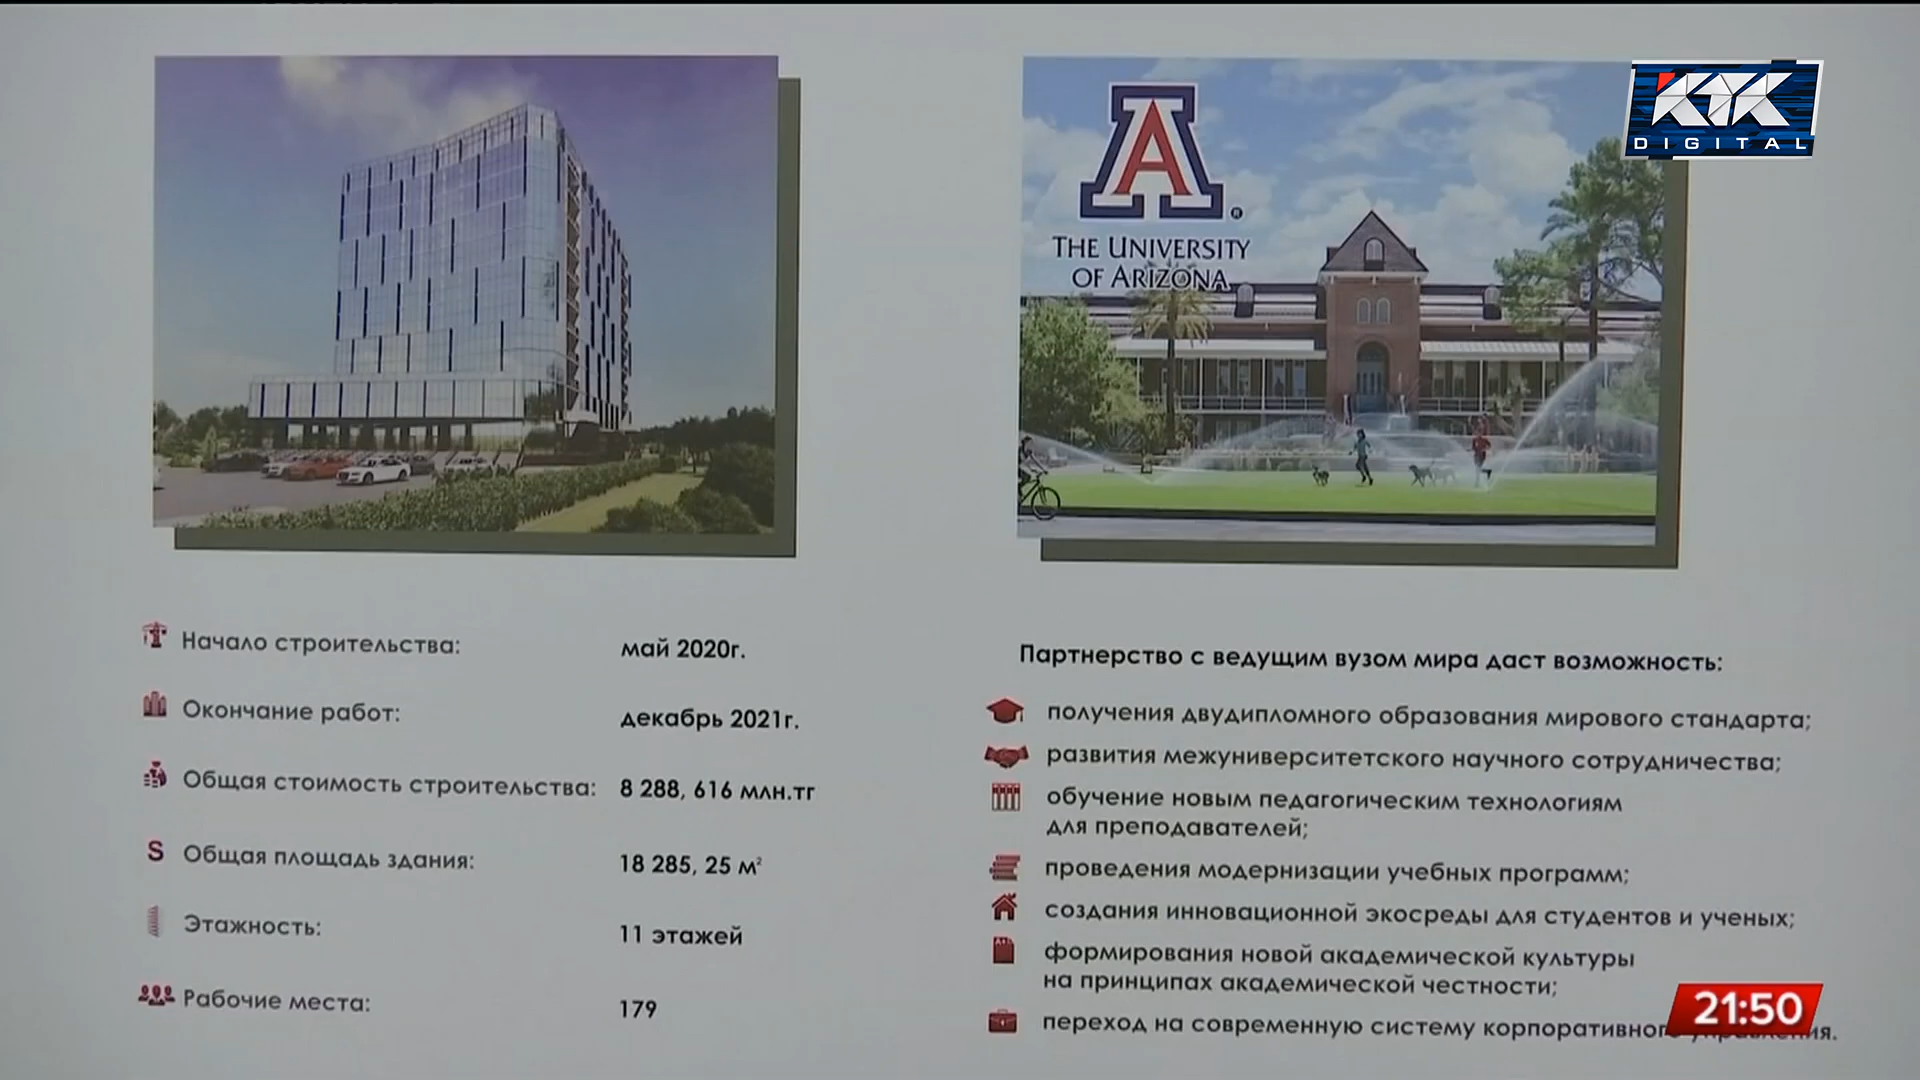 KTK
DIGITAL
A
®
THE UNIVERSITY
OF ARIZONA
Начало строительства: май 2020г.
Окончание работ: декабрь 2021г.
Общая стоимость строительства: 8 288, 616 млн.тг
S Общая площадь здания: 18 285, 25 м²
Этажность: 11 этажей
Рабочие места: 179
Партнерство с ведущим вузом мира даст возможность:
получения двудипломного образования мирового стандарта;
развития межуниверситетского научного сотрудничества;
обучение новым педагогическим технологиям
для преподавателей;
проведения модернизации учебных программ;
создания инновационной экосреды для студентов и ученых;
A+
формирования новой академической культуры
на принципах академической честности;
переход на современную систему корпоративного управления.
21:50